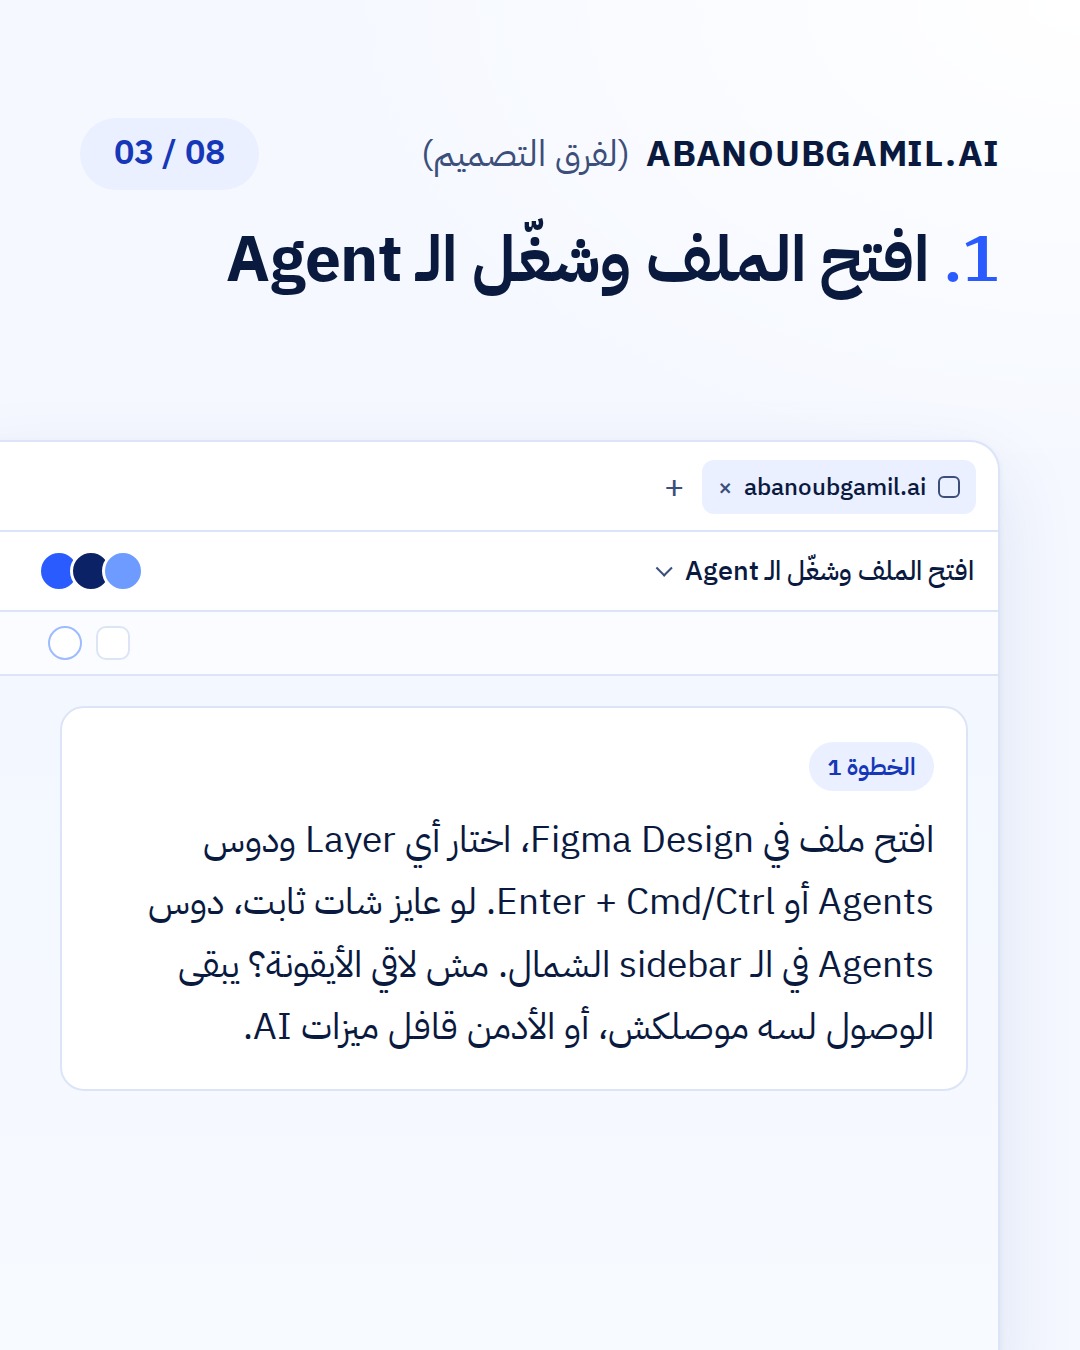 ABANOUBGAMIL.AI (لفرق التصميم)
03 / 08
1. افتح الملف وشغّل الـ Agent
abanoubgamil.ai × +
افتح الملف وشغّل الـ Agent
الخطوة 1
افتح ملف في Figma Design، اختار أي Layer ودوس
Agents أو Enter + Cmd/Ctrl. لو عايز شات ثابت، دوس
Agents في الـ sidebar الشمال. مش لاقي الأيقونة؟ يبقى
الوصول لسه موصلكش، أو الأدمن قافل ميزات AI.